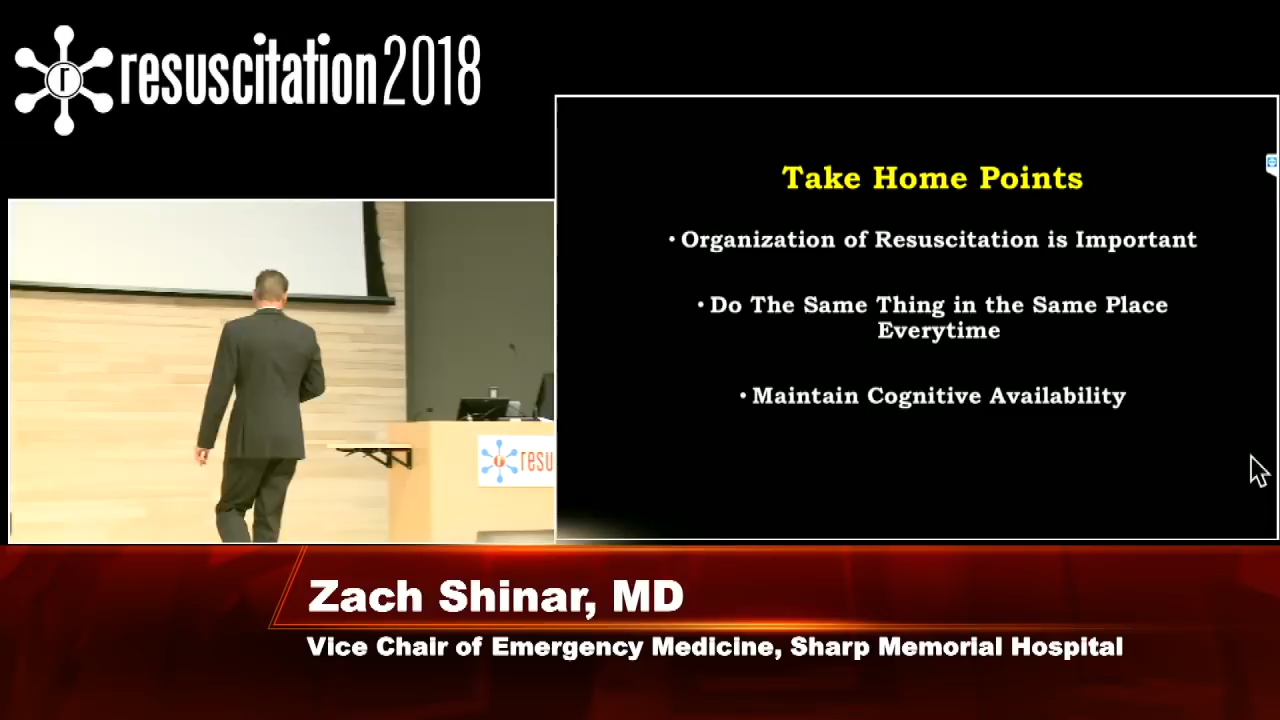 resuscitation2018
Take Home Points
• Organization of Resuscitation is Important
• Do The Same Thing in the Same Place
Everytime
• Maintain Cognitive Availability
resu
Zach Shinar, MD
Vice Chair of Emergency Medicine, Sharp Memorial Hospital